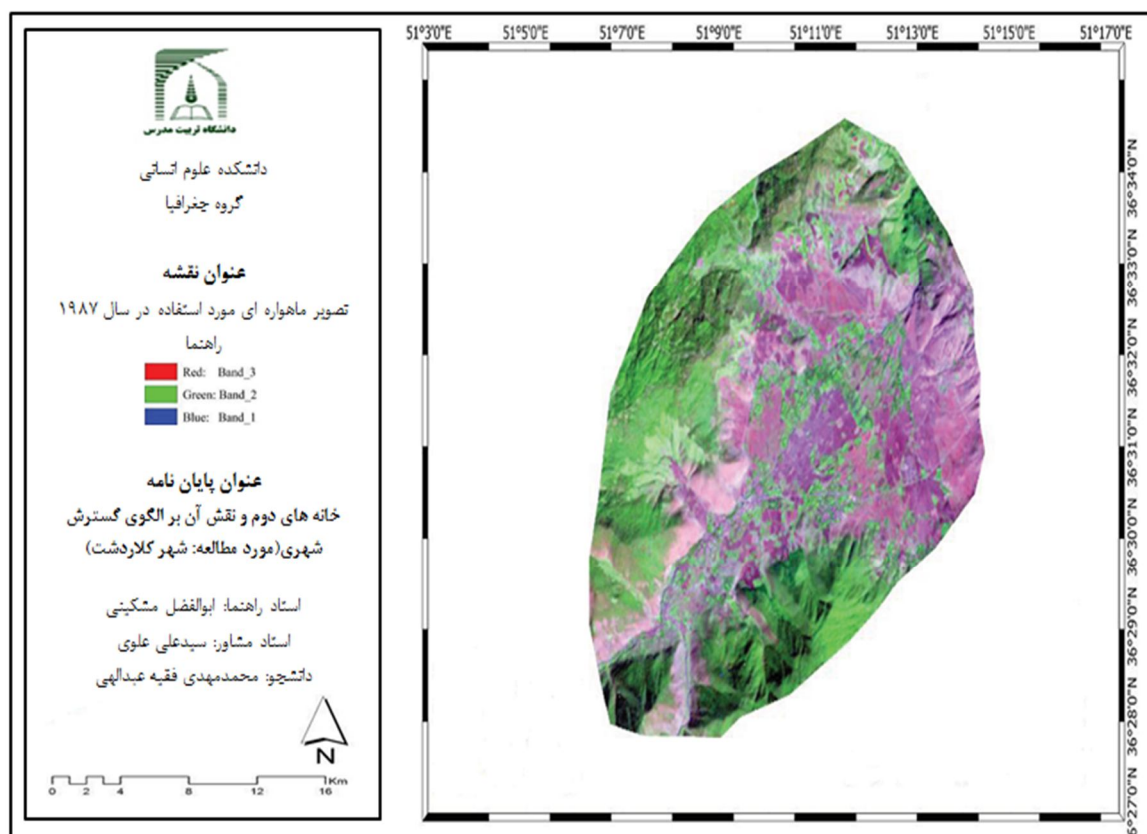 دانشگاه تربیت مدرس
دانشکده علوم انسانی
گروه جغرافیا
عنوان نقشه
تصویر ماهواره ای مورد استفاده در سال ۱۹۸۷
راهنما
Red: Band_3
Green: Band_2
Blue: Band_1
عنوان پایان نامه
خانه های دوم و نقش آن بر الگوی گسترش
شهری(مورد مطالعه: شهر کلاردشت)
استاد راهنما: ابوالفضل مشکینی
استاد مشاور: سیدعلی علوی
دانشجو: محمدمهدی فقیه عبدالهی
N
Km
0 2 4 8 12 16
51°3'0"E 51°5'0"E 51°7'0"E 51°9'0"E 51°11'0"E 51°13'0"E 51°15'0"E 51°17'0"E
36°34'0"N
36°33'0"N
36°32'0"N
36°31'0"N
36°30'0"N
36°29'0"N
36°28'0"N
36°27'0"N